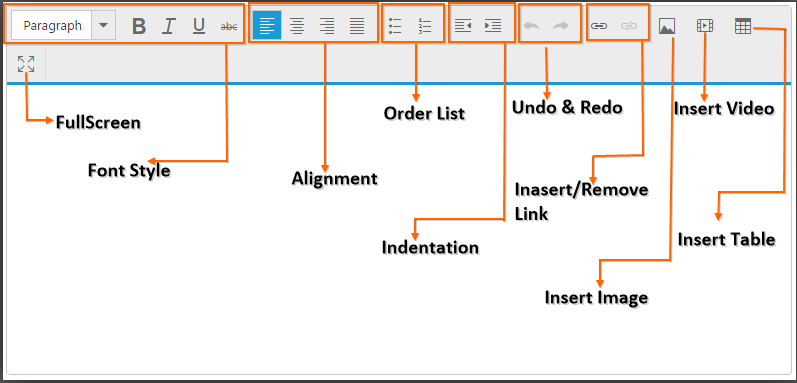 Paragraph B I U abc
FullScreen
Font Style
Alignment
Order List
Indentation
Undo & Redo
Inasert/Remove
Link
Insert Image
Insert Video
Insert Table